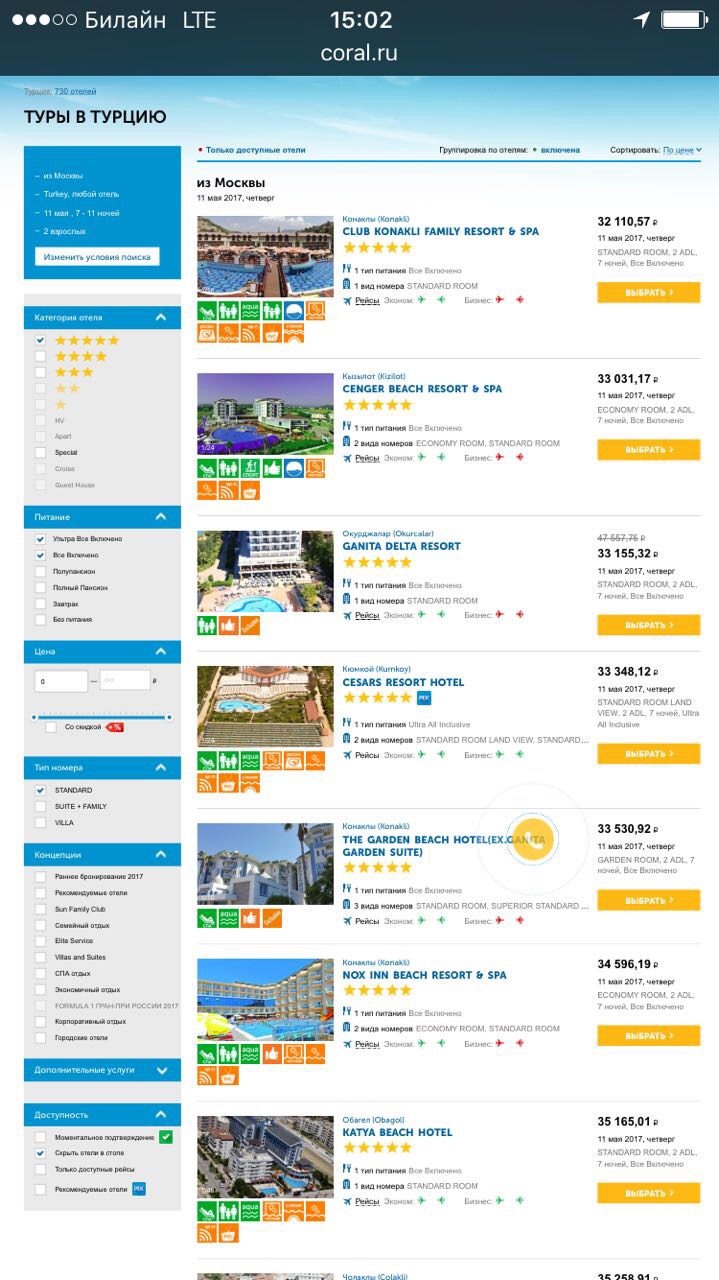 Билайн LTE 15:02
coral.ru
Турция: 730 отелей
ТУРЫ В ТУРЦИЮ
– из Москвы
– Turkey, любой отель
– 11 мая , 7 - 11 ночей
– 2 взрослых
Изменить условия поиска
Категория отеля
HV
Apart
Special
Cruise
Guest House
Питание
Ультра Все Включено
Все Включено
Полупансион
Полный Пансион
Завтрак
Без питания
Цена
0 — ₽
Со скидкой %
Тип номера
STANDARD
SUITE + FAMILY
VILLA
Концепции
Раннее бронирование 2017
Рекомендуемые отели
Sun Family Club
Семейный отдых
Elite Service
Villas and Suites
СПА отдых
Экономичный отдых
FORMULA 1 ГРАН-ПРИ РОССИИ 2017
Корпоративный отдых
Городские отели
Дополнительные услуги
Доступность
Моментальное подтверждение
Скрыть отели в стопе
Только доступные рейсы
Рекомендуемые отели РЕК
Только доступные отели Группировка по отелям: включена Сортировать: По цене
из Москвы
11 мая 2017, четверг
Конаклы (Konakli)
CLUB KONAKLI FAMILY RESORT & SPA
1 тип питания Все Включено
1 вид номера STANDARD ROOM
Рейсы Эконом: Бизнес:
32 110,57 ₽
11 мая 2017, четверг
STANDARD ROOM, 2 ADL,
7 ночей, Все Включено
ВЫБРАТЬ >
Кызылот (Kizilot)
CENGER BEACH RESORT & SPA
1 тип питания Все Включено
2 вида номеров ECONOMY ROOM, STANDARD ROOM
Рейсы Эконом: Бизнес:
1/24
33 031,17 ₽
11 мая 2017, четверг
ECONOMY ROOM, 2 ADL,
7 ночей, Все Включено
ВЫБРАТЬ >
Окурджалар (Okurcalar)
GANITA DELTA RESORT
1 тип питания Все Включено
1 вид номера STANDARD ROOM
Рейсы Эконом: Бизнес:
47 557,75 ₽
33 155,32 ₽
11 мая 2017, четверг
STANDARD ROOM, 2 ADL,
7 ночей, Все Включено
ВЫБРАТЬ >
Кюмкой (Kumkoy)
CESARS RESORT HOTEL
РЕК
1 тип питания Ultra All Inclusive
2 вида номеров STANDARD ROOM LAND VIEW, STANDARD...
Рейсы Эконом: Бизнес:
1/24
33 348,12 ₽
11 мая 2017, четверг
STANDARD ROOM LAND
VIEW, 2 ADL, 7 ночей, Ultra
All Inclusive
ВЫБРАТЬ >
Конаклы (Konakli)
THE GARDEN BEACH HOTEL(EX.GANITA
GARDEN SUITE)
1 тип питания Все Включено
3 вида номеров STANDARD ROOM, SUPERIOR STANDARD ...
Рейсы Эконом: Бизнес:
33 530,92 ₽
11 мая 2017, четверг
GARDEN ROOM, 2 ADL, 7
ночей, Все Включено
ВЫБРАТЬ >
Конаклы (Konakli)
NOX INN BEACH RESORT & SPA
1 тип питания Все Включено
2 вида номеров ECONOMY ROOM, STANDARD ROOM
Рейсы Эконом: Бизнес:
34 596,19 ₽
11 мая 2017, четверг
ECONOMY ROOM, 2 ADL,
7 ночей, Все Включено
ВЫБРАТЬ >
Обагел (Obagol)
KATYA BEACH HOTEL
1 тип питания Все Включено
1 вид номера STANDARD ROOM
Рейсы Эконом: Бизнес:
35 165,01 ₽
11 мая 2017, четверг
STANDARD ROOM, 2 ADL,
7 ночей, Все Включено
ВЫБРАТЬ >
Чолаклы (Colakli)
35 258,91 ₽